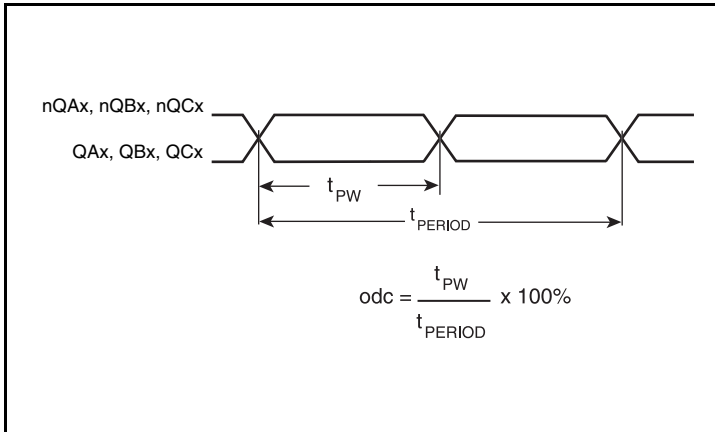 nQAx, nQBx, nQCx
QAx, QBx, QCx
tPW
tPERIOD
odc = tPW / tPERIOD x 100%